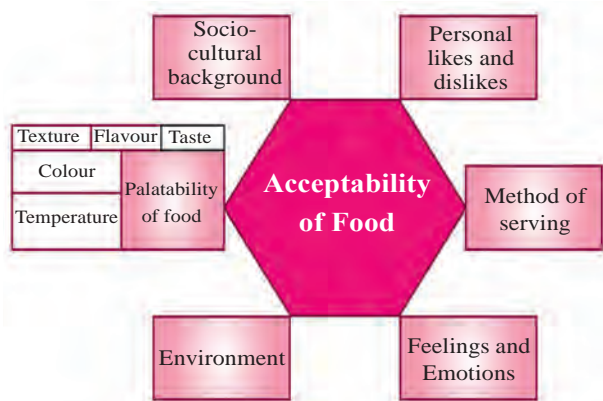 Socio-
cultural
background
Personal
likes and
dislikes
Texture
Flavour
Taste
Colour
Temperature
Palatability
of food
Acceptability
of Food
Method of
serving
Environment
Feelings and
Emotions